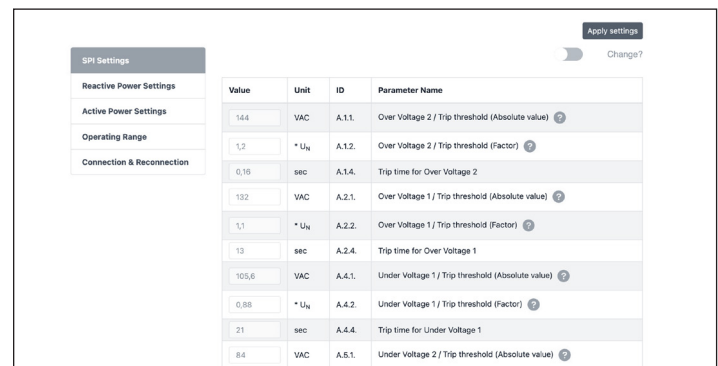 Apply settings
Change?
SPI Settings
Reactive Power Settings
Active Power Settings
Operating Range
Connection & Reconnection
Value Unit ID Parameter Name
144 VAC A.1.1. Over Voltage 2 / Trip threshold (Absolute value) ?
1,2 * UN A.1.2. Over Voltage 2 / Trip threshold (Factor) ?
0,16 sec A.1.4. Trip time for Over Voltage 2
132 VAC A.2.1. Over Voltage 1 / Trip threshold (Absolute value) ?
1,1 * UN A.2.2. Over Voltage 1 / Trip threshold (Factor) ?
13 sec A.2.4. Trip time for Over Voltage 1
105,6 VAC A.4.1. Under Voltage 1 / Trip threshold (Absolute value) ?
0,88 * UN A.4.2. Under Voltage 1 / Trip threshold (Factor) ?
21 sec A.4.4. Trip time for Under Voltage 1
84 VAC A.5.1. Under Voltage 2 / Trip threshold (Absolute value) ?